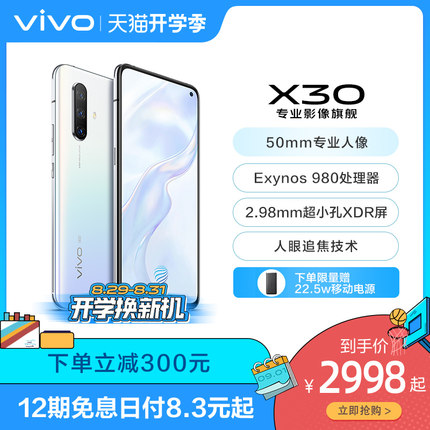 vivo 天猫开学季
X30
专业影像旗舰
50mm专业人像
Exynos 980处理器
2.98mm超小孔XDR屏
人眼追焦技术
下单限量赠
22.5w移动电源
vivo
8.29-8.31
开学换新机
下单立减300元
12期免息日付8.3元起
到手价
¥2998起
立即抢购>